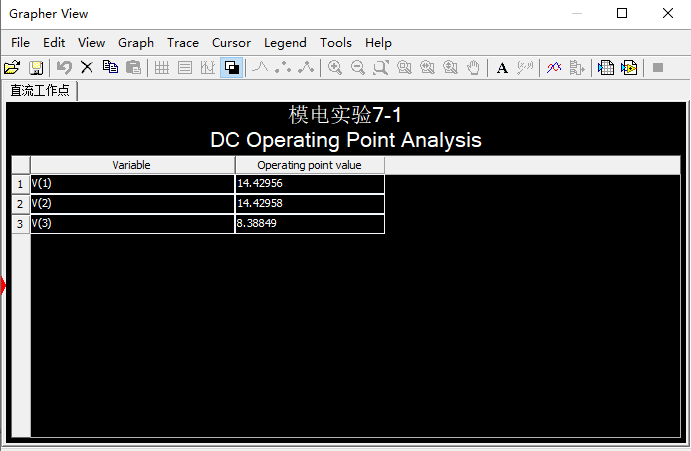 Grapher View
File Edit View Graph Trace Cursor Legend Tools Help
A
直流工作点
模电实验7-1
DC Operating Point Analysis
Variable Operating point value
1 V(1) 14.42956
2 V(2) 14.42958
3 V(3) 8.38849